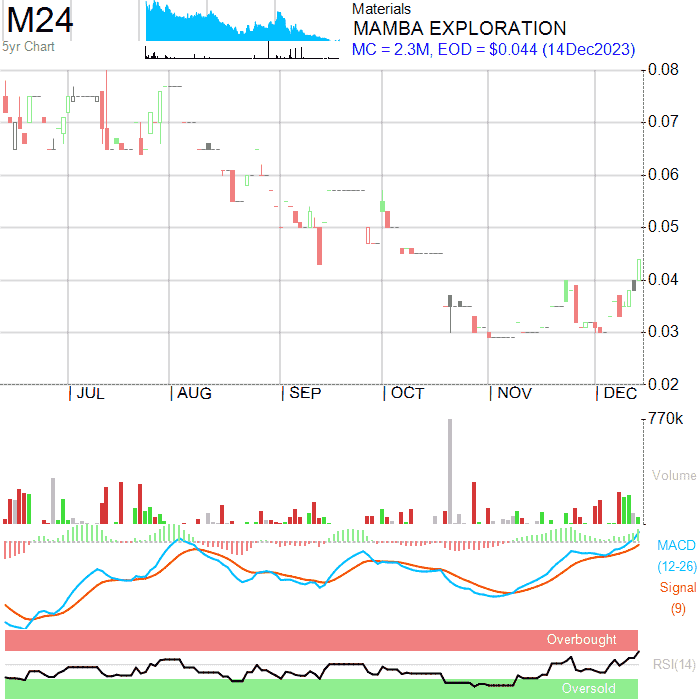 M24
5yr Chart
Materials
MAMBA EXPLORATION
MC = 2.3M, EOD = $0.044 (14Dec2023)
0.08
0.07
0.06
0.05
0.04
0.03
0.02
JUL AUG SEP OCT NOV DEC
770k
Volume
MACD
(12-26)
Signal
(9)
Overbought
RSI(14)
Oversold